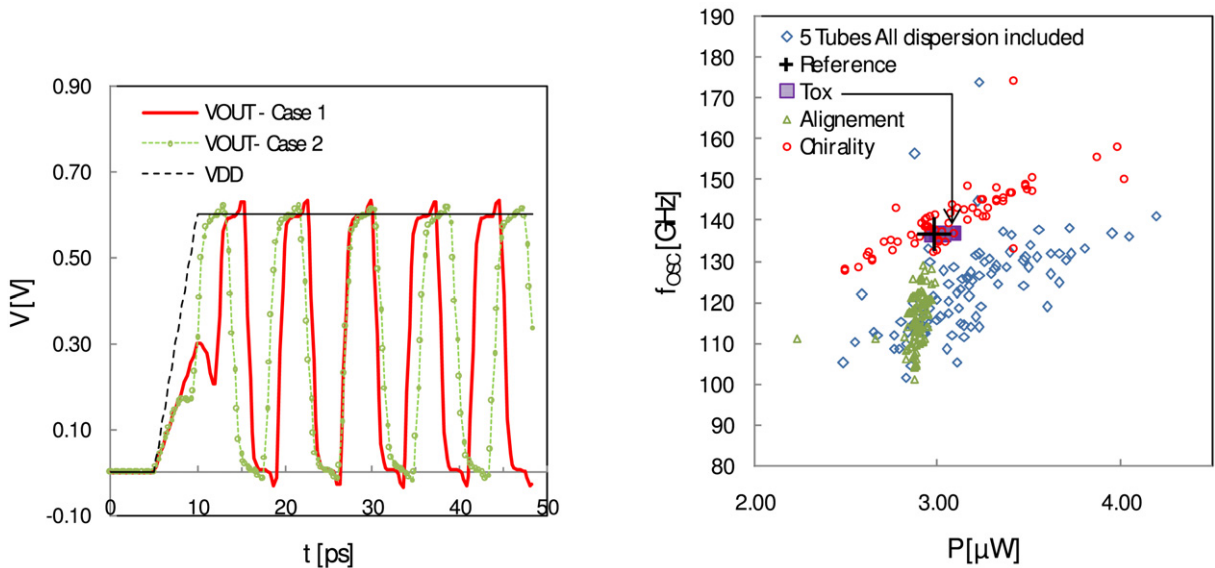 0.90
0.70
0.50
0.30
0.10
-0.10
V[V]
VOUT - Case 1
VOUT- Case 2
VDD
0
10
20
30
40
50
t [ps]
190
180
170
160
150
140
130
120
110
100
90
80
fosc[GHz]
5 Tubes All dispersion included
Reference
Tox
Alignement
Chirality
2.00
3.00
4.00
P[µW]